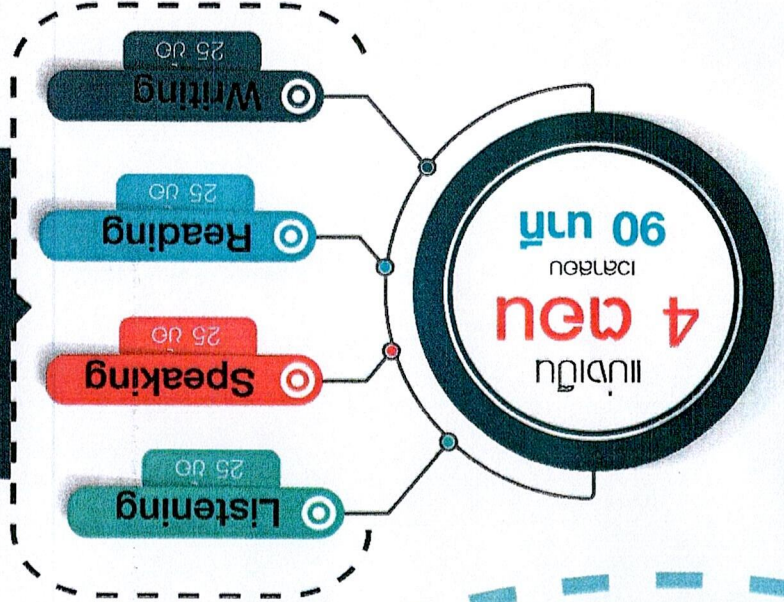 แบ่งเป็น
4 ตอน
เวลาสอบ
90 นาที
Listening
25 ข้อ
Speaking
25 ข้อ
Reading
25 ข้อ
Writing
25 ข้อ